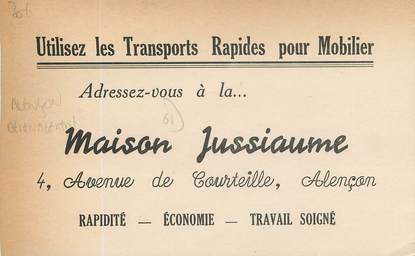 Utilisez les Transports Rapides pour Mobilier
Adressez-vous à la...
Maison Jussiaume
4, Avenue de Courteille, Alençon
RAPIDITÉ — ÉCONOMIE — TRAVAIL SOIGNÉ
61